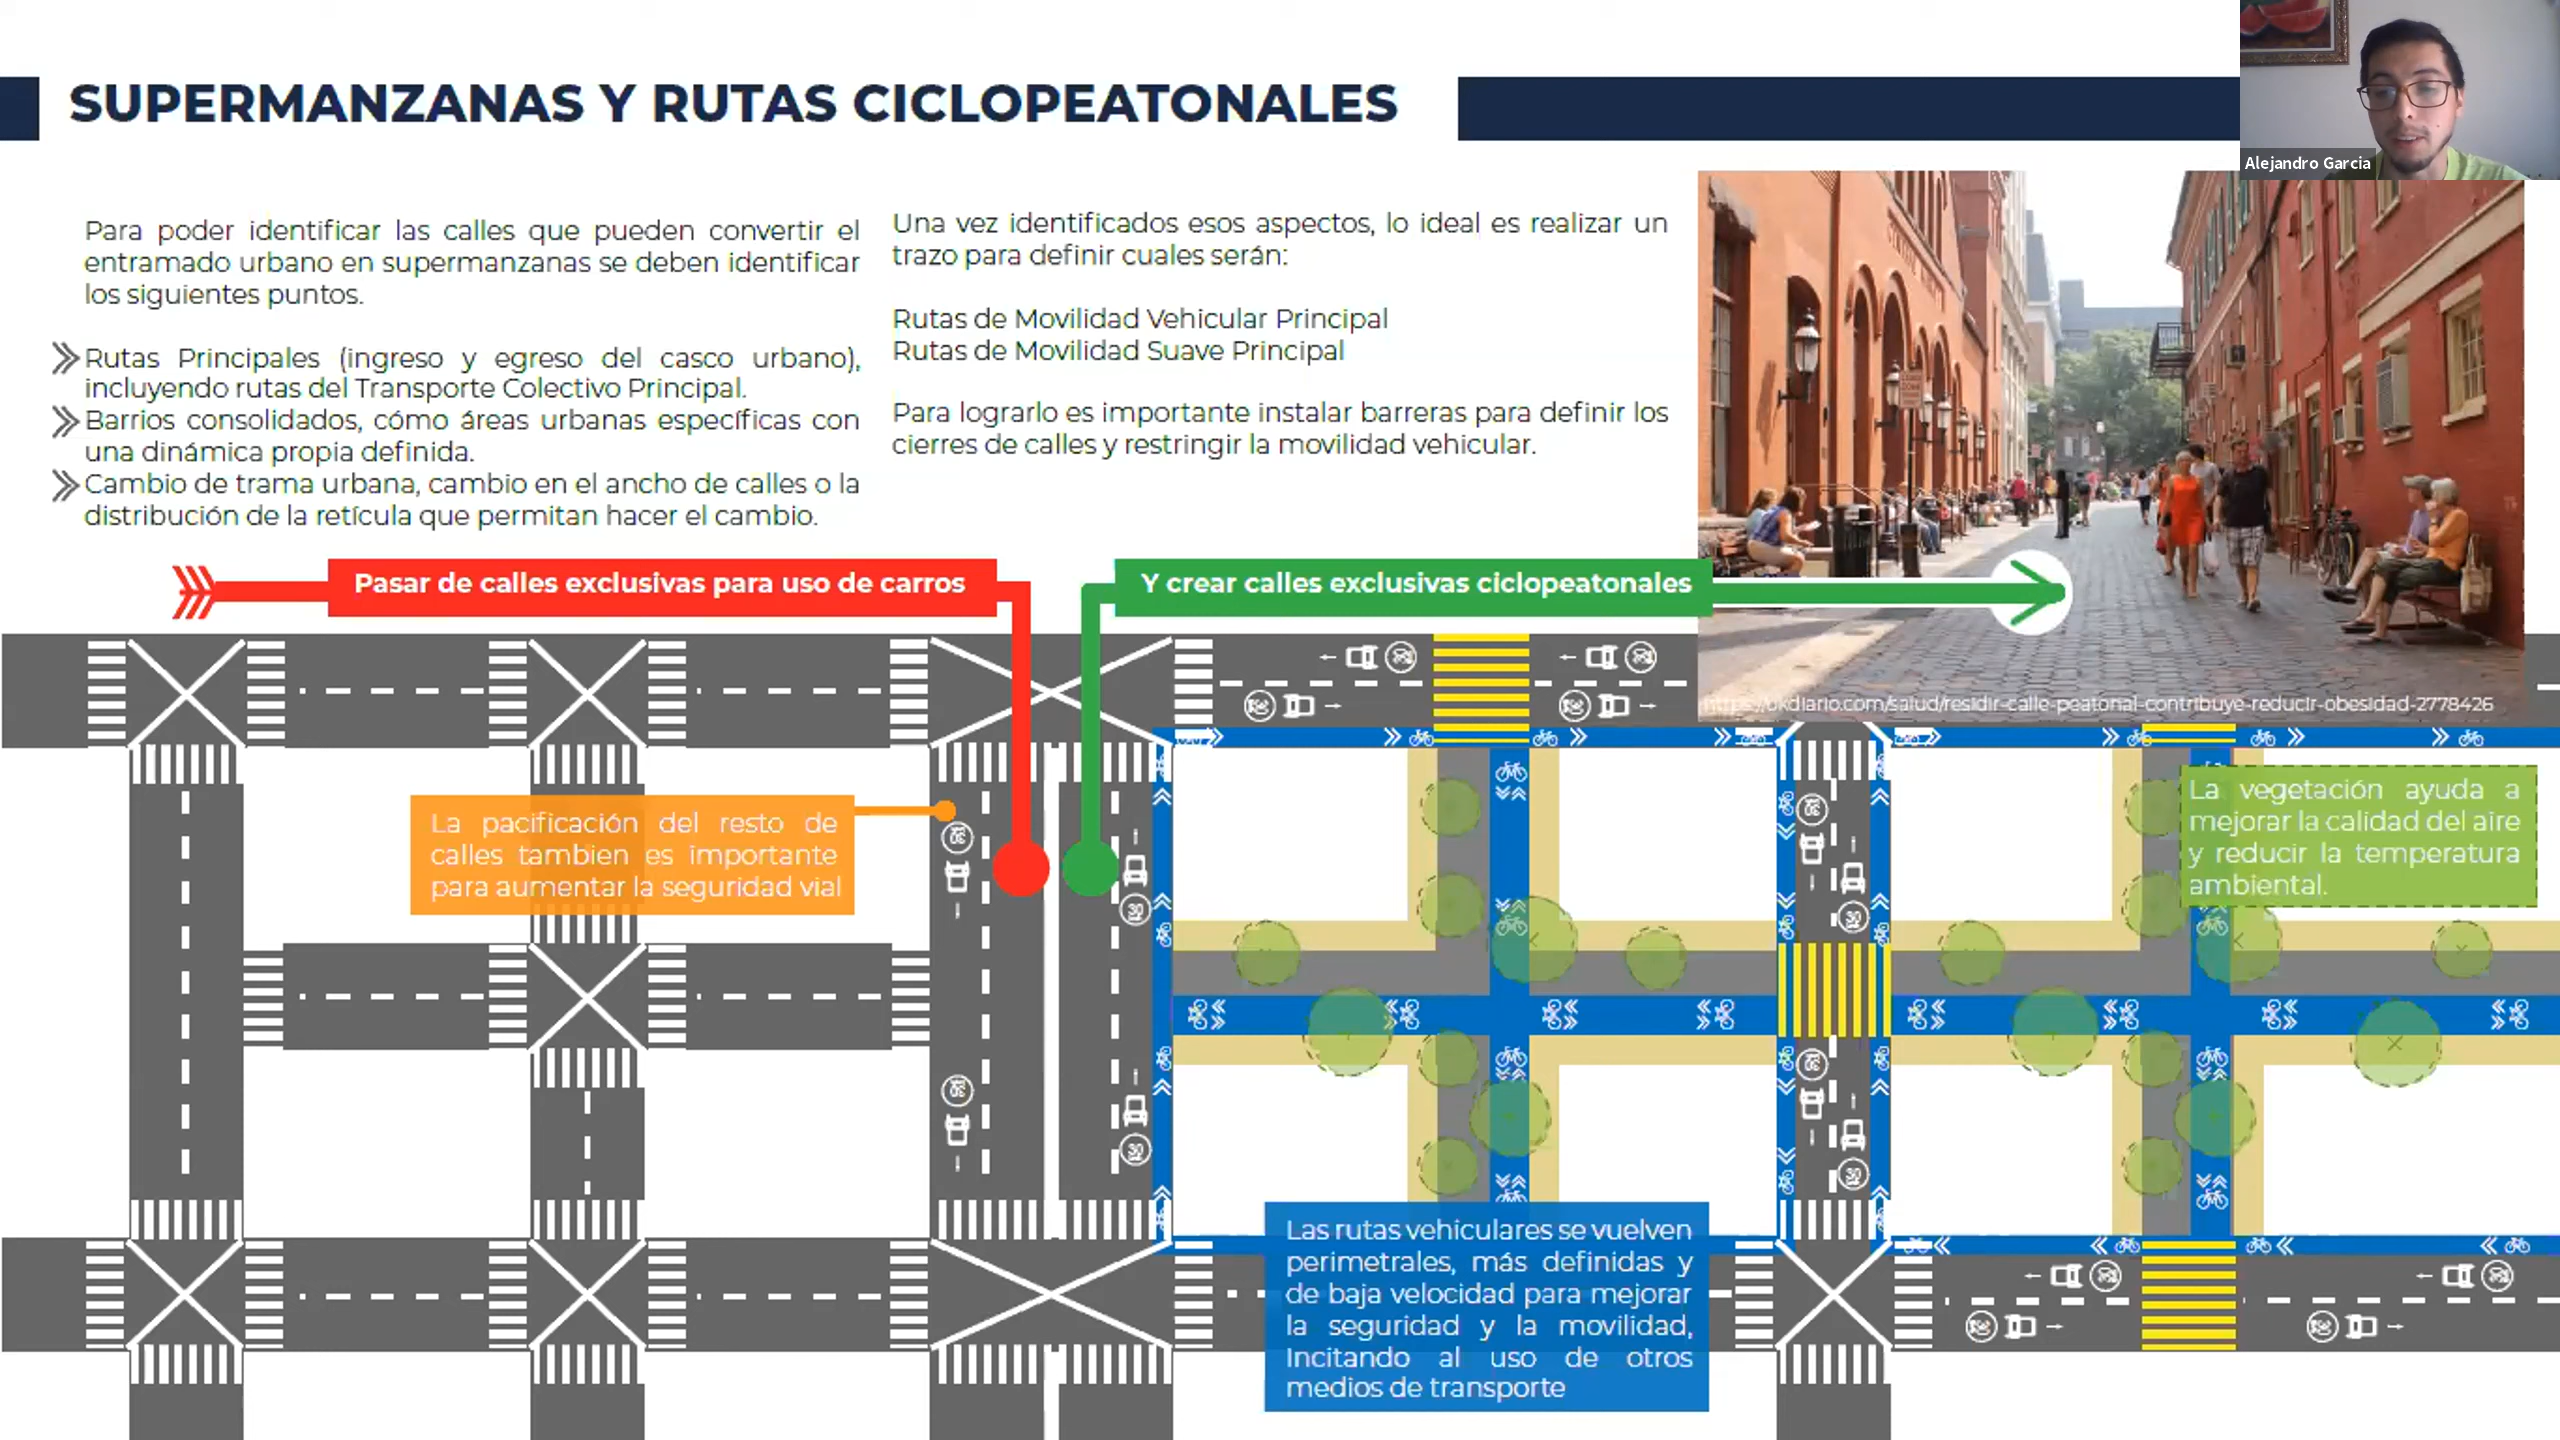 SUPERMANZANAS Y RUTAS CICLOPEATONALES
Alejandro Garcia
Para poder identificar las calles que pueden convertir el
entramado urbano en supermanzanas se deben identificar
los siguientes puntos.
Rutas Principales (ingreso y egreso del casco urbano),
incluyendo rutas del Transporte Colectivo Principal.
Barrios consolidados, cómo áreas urbanas específicas con
una dinámica propia definida.
Cambio de trama urbana, cambio en el ancho de calles o la
distribución de la retícula que permitan hacer el cambio.
Una vez identificados esos aspectos, lo ideal es realizar un
trazo para definir cuales serán:
Rutas de Movilidad Vehicular Principal
Rutas de Movilidad Suave Principal
Para lograrlo es importante instalar barreras para definir los
cierres de calles y restringir la movilidad vehicular.
Pasar de calles exclusivas para uso de carros
Y crear calles exclusivas ciclopeatonales
https://okdiario.com/salud/residir-calle-peatonal-contribuye-reducir-obesidad-2778426
La pacificación del resto de
calles tambien es importante
para aumentar la seguridad vial
La vegetación ayuda a
mejorar la calidad del aire
y reducir la temperatura
ambiental.
Las rutas vehiculares se vuelven
perimetrales, más definidas y
de baja velocidad para mejorar
la seguridad y la movilidad,
Incitando al uso de otros
medios de transporte